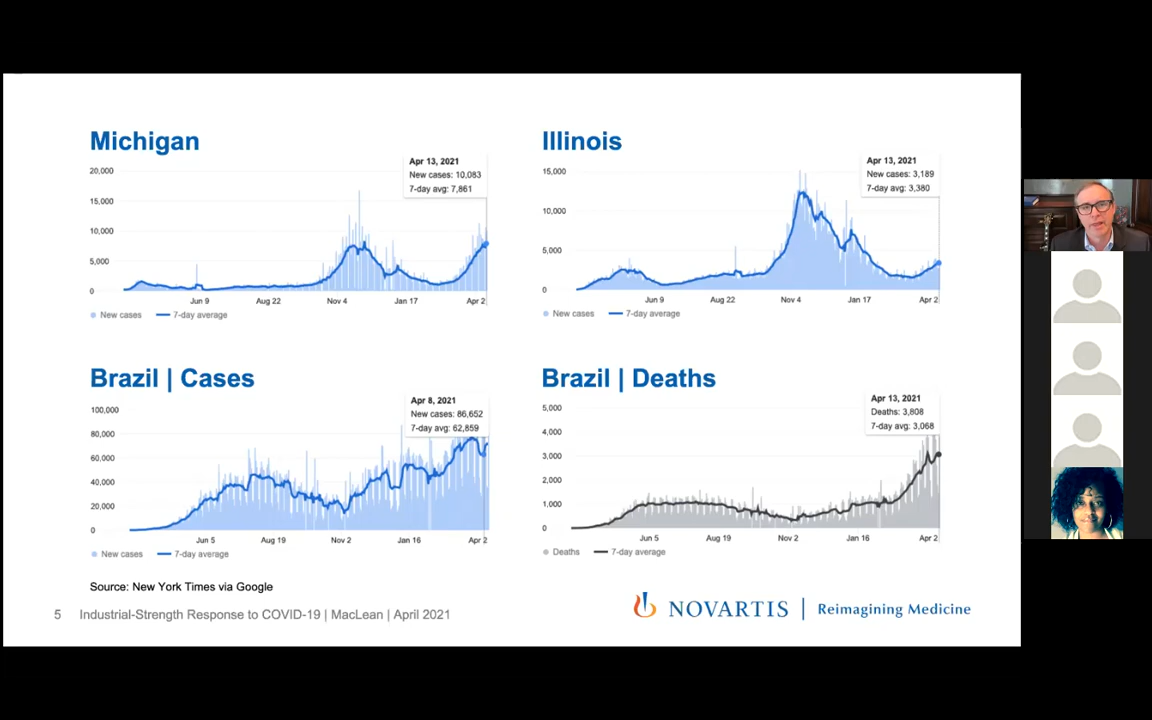 Michigan
Apr 13, 2021
New cases: 10,083
7-day avg: 7,861
20,000
15,000
10,000
5,000
0
Jun 9 Aug 22 Nov 4 Jan 17 Apr 2
New cases 7-day average
Illinois
Apr 13, 2021
New cases: 3,189
7-day avg: 3,380
15,000
10,000
5,000
0
Jun 9 Aug 22 Nov 4 Jan 17 Apr 2
New cases 7-day average
Brazil | Cases
Apr 8, 2021
New cases: 86,652
7-day avg: 62,859
100,000
80,000
60,000
40,000
20,000
0
Jun 5 Aug 19 Nov 2 Jan 16 Apr 2
New cases 7-day average
Brazil | Deaths
Apr 13, 2021
Deaths: 3,808
7-day avg: 3,068
5,000
4,000
3,000
2,000
1,000
0
Jun 5 Aug 19 Nov 2 Jan 16 Apr 2
Deaths 7-day average
Source: New York Times via Google
5 Industrial-Strength Response to COVID-19 | MacLean | April 2021
NOVARTIS | Reimagining Medicine